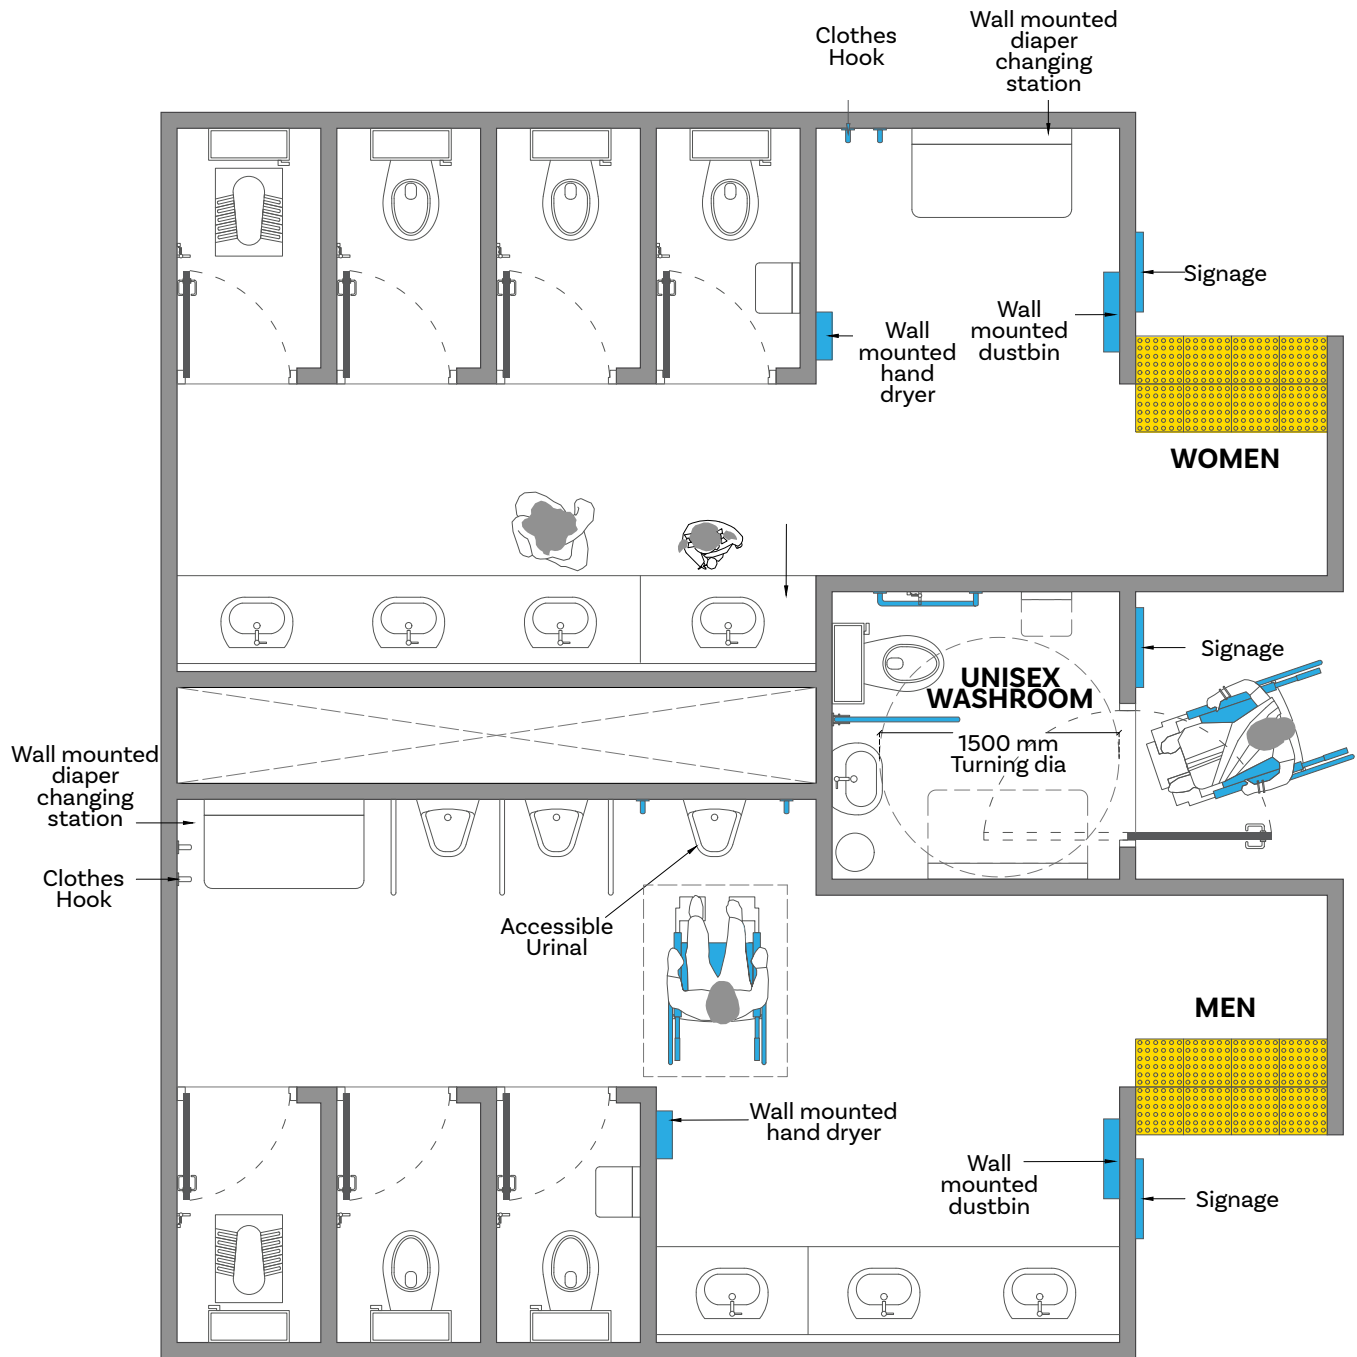 Clothes
Hook
Wall mounted
diaper
changing
station
Signage
Wall
mounted
dustbin
Wall
mounted
hand
dryer
WOMEN
Signage
UNISEX
WASHROOM
1500 mm
Turning dia
Wall mounted
diaper
changing
station
Clothes
Hook
Accessible
Urinal
MEN
Wall mounted
hand dryer
Wall
mounted
dustbin
Signage